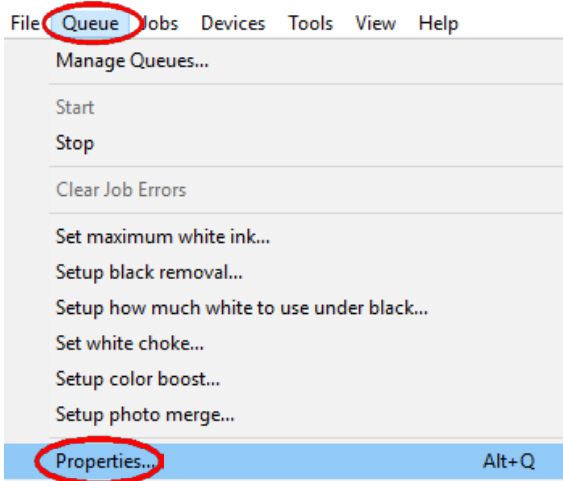 File Queue Jobs Devices Tools View Help
Manage Queues...
Start
Stop
Clear Job Errors
Set maximum white ink...
Setup black removal...
Setup how much white to use under black...
Set white choke...
Setup color boost...
Setup photo merge...
Properties... Alt+Q